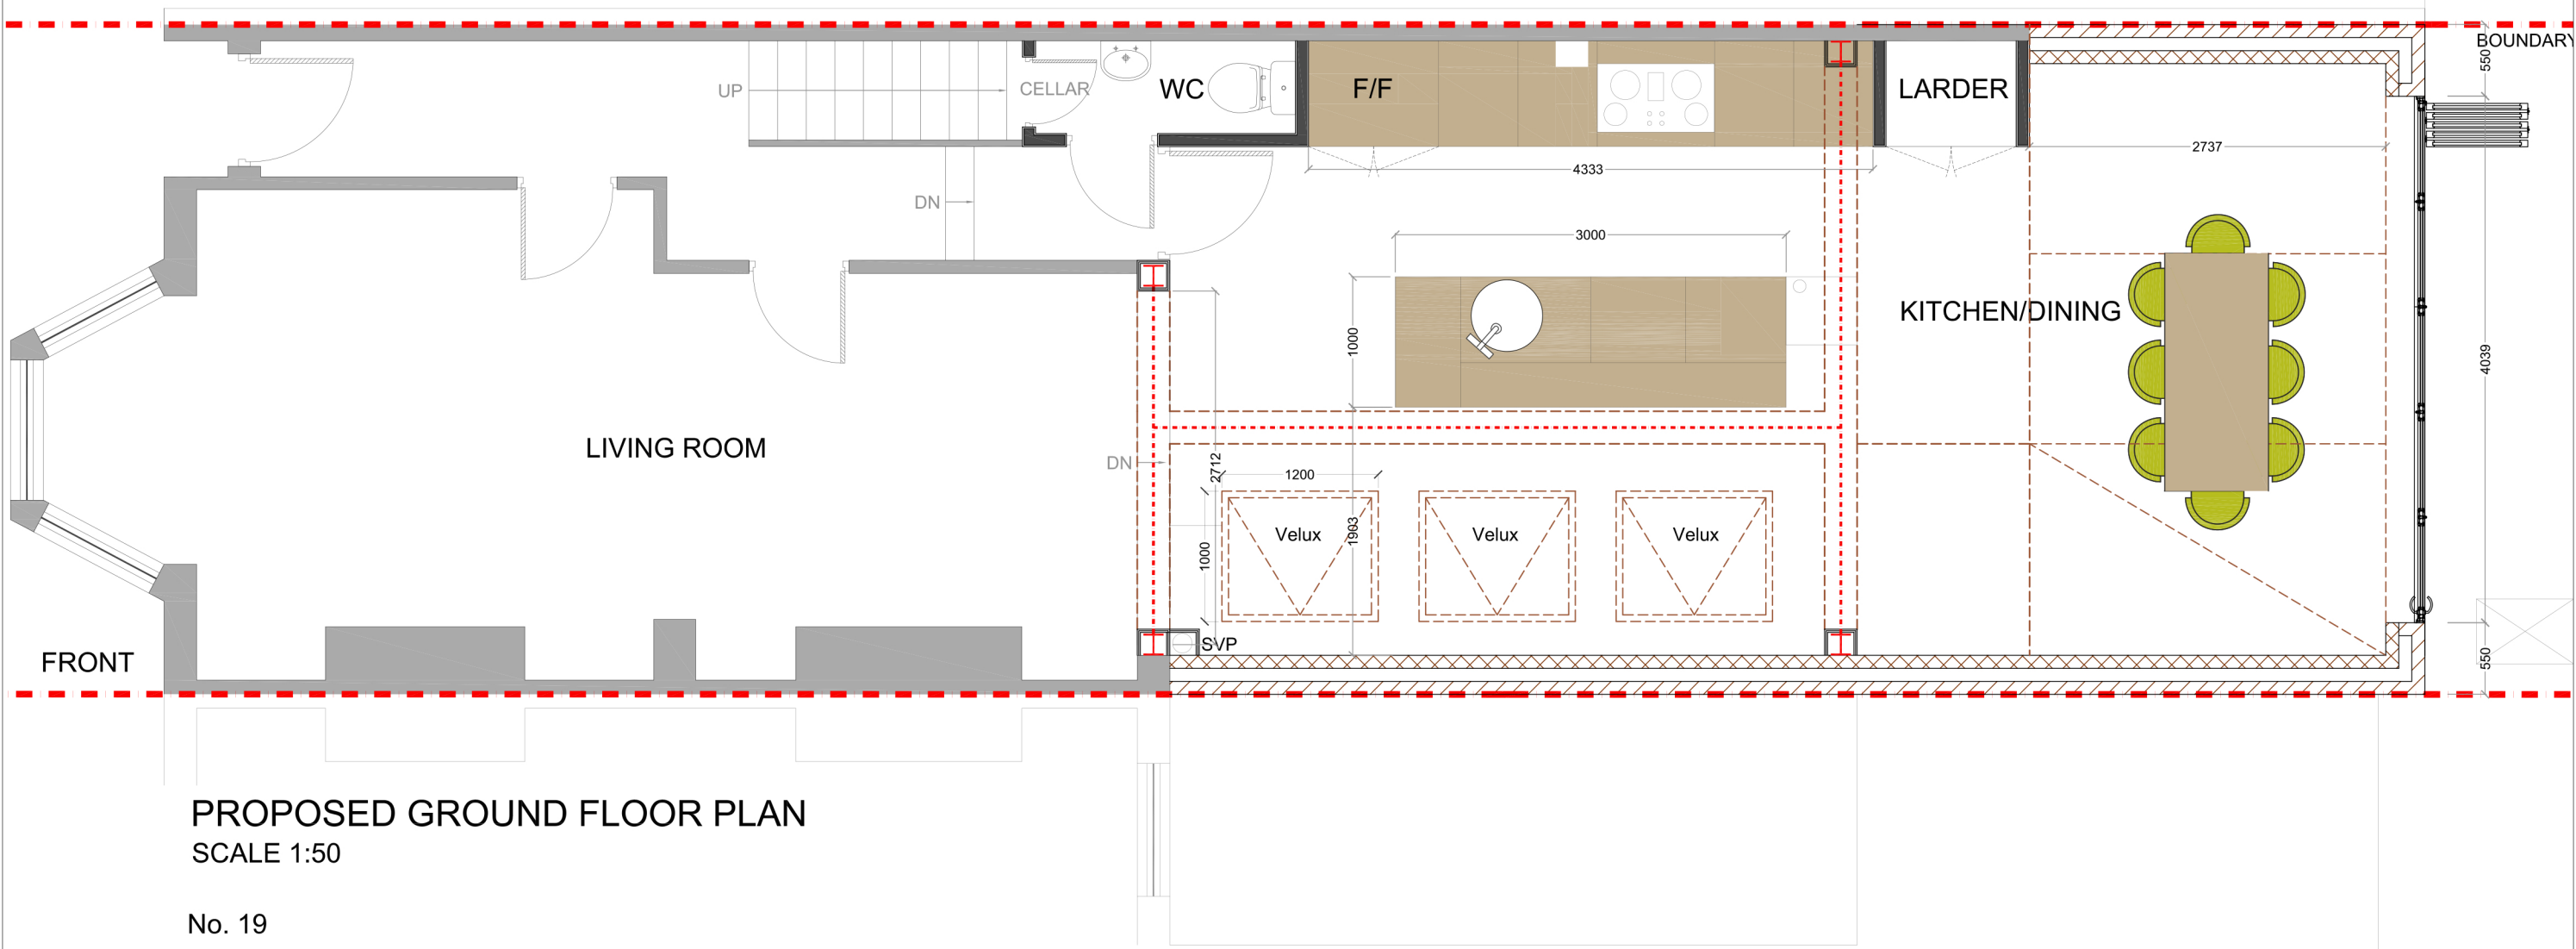 BOUNDARY
550
UP
CELLAR
WC
F/F
LARDER
2737
4333
DN
3000
KITCHEN/DINING
1000
4039
LIVING ROOM
DN
2712
1200
1903
1000
Velux
Velux
Velux
SVP
FRONT
550
PROPOSED GROUND FLOOR PLAN
SCALE 1:50
No. 19